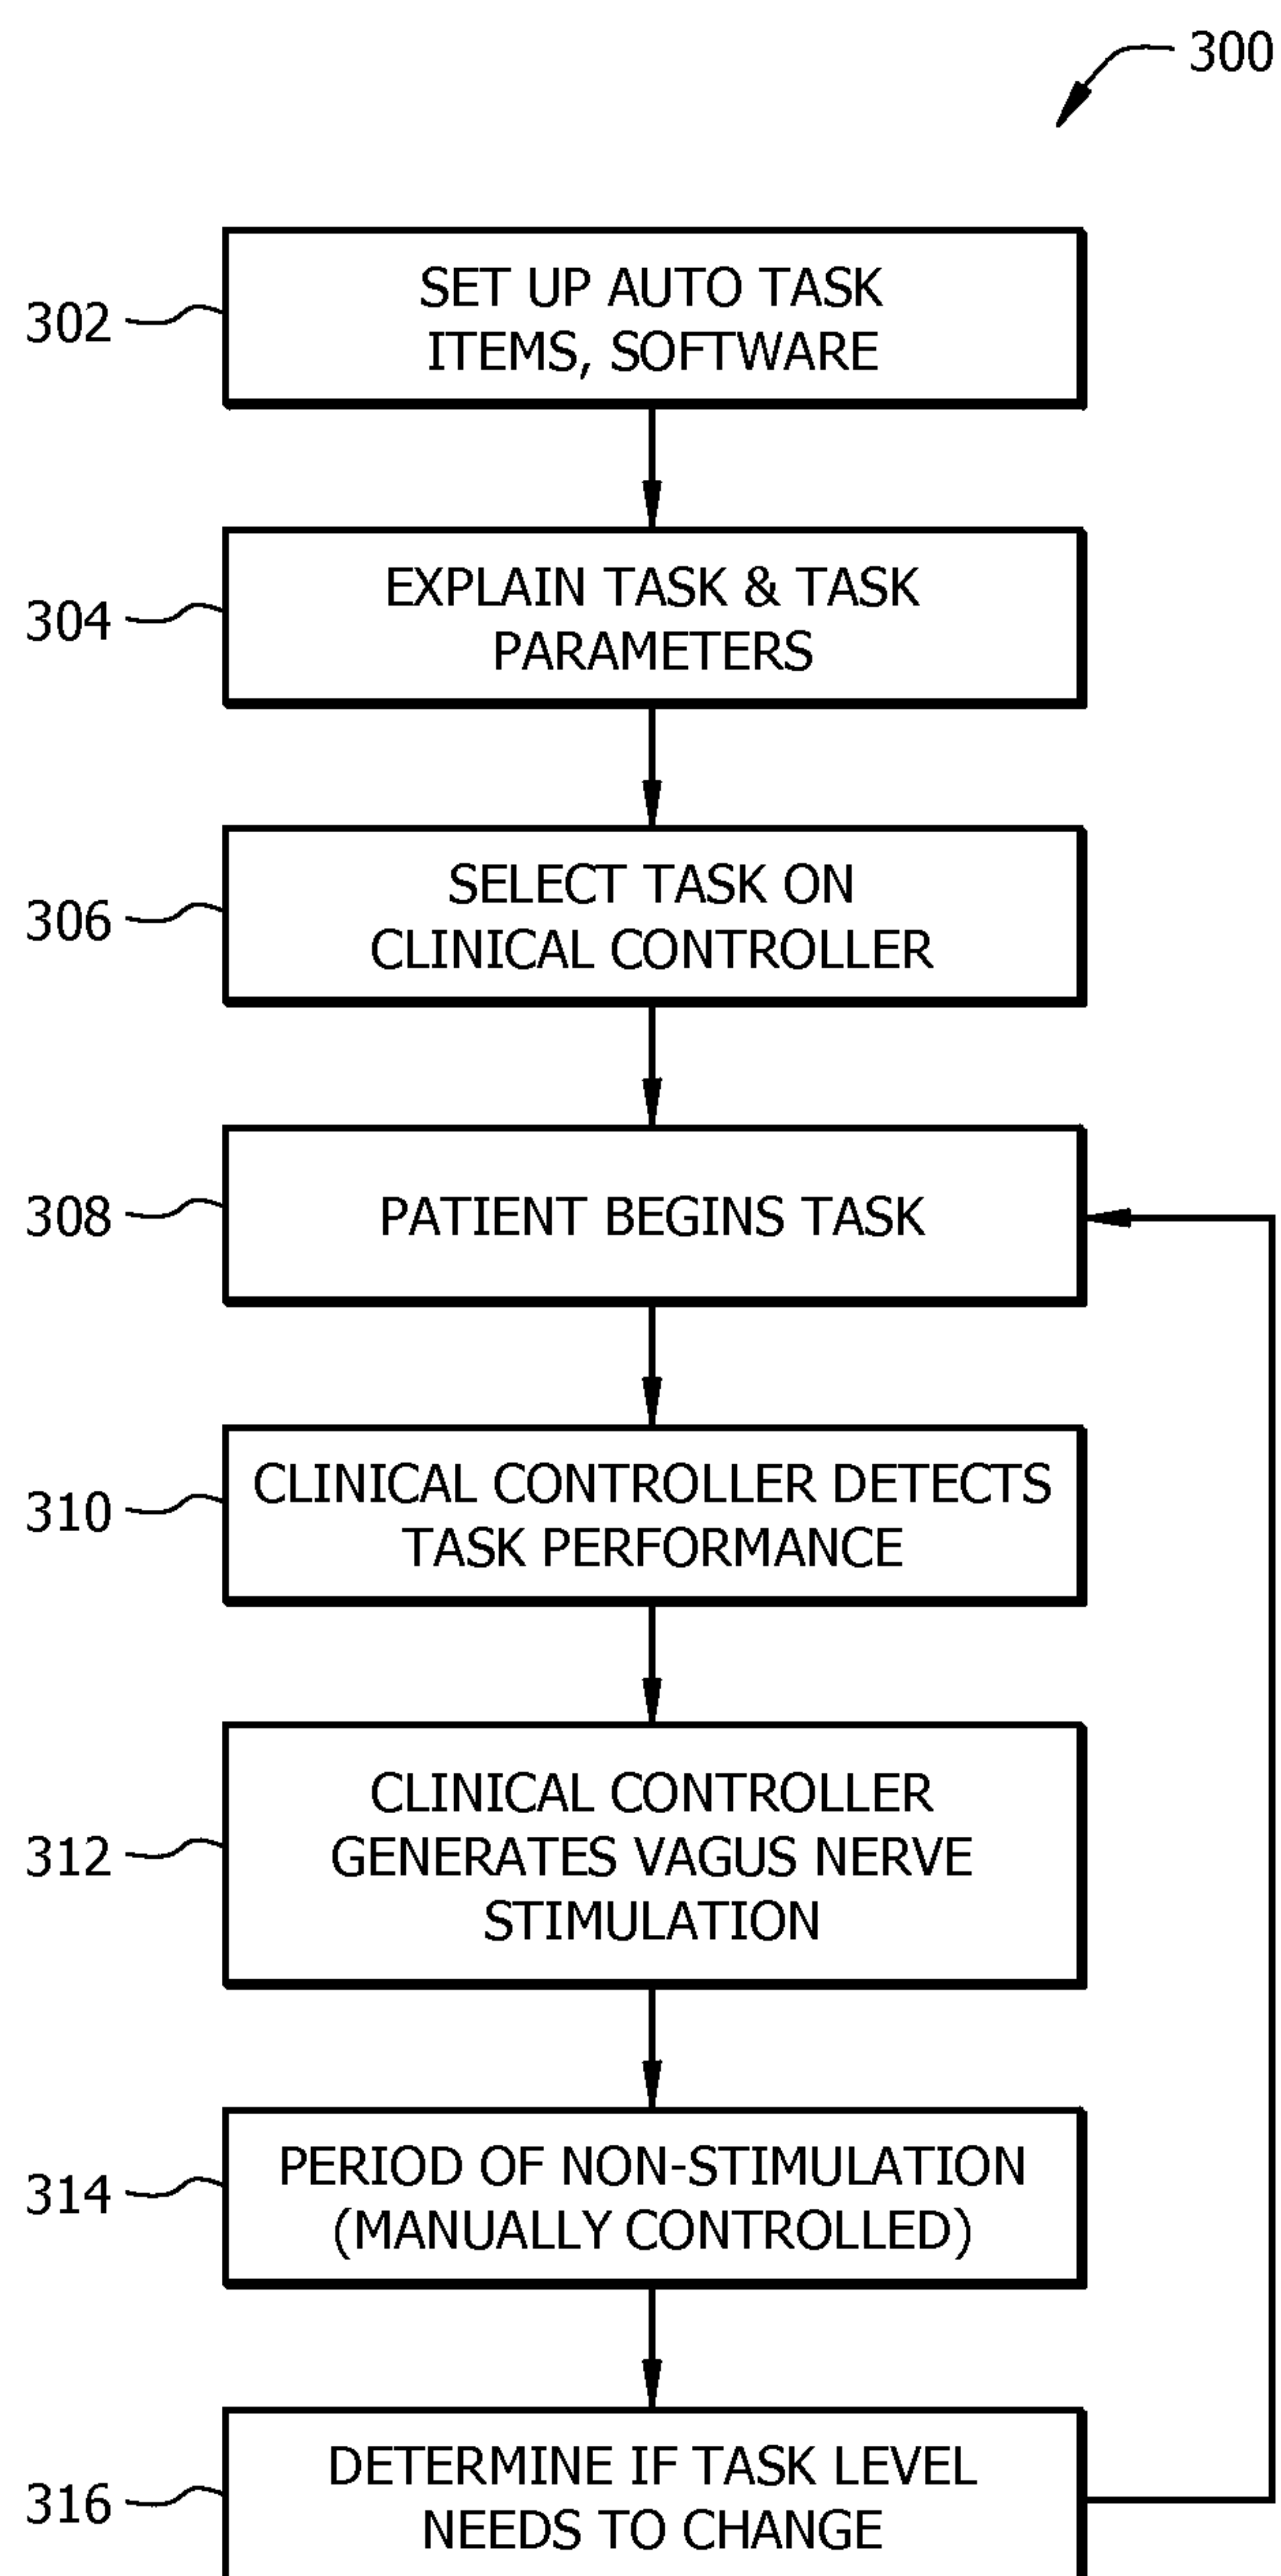 300
302
SET UP AUTO TASK
ITEMS, SOFTWARE
304
EXPLAIN TASK & TASK
PARAMETERS
306
SELECT TASK ON
CLINICAL CONTROLLER
308
PATIENT BEGINS TASK
310
CLINICAL CONTROLLER DETECTS
TASK PERFORMANCE
312
CLINICAL CONTROLLER
GENERATES VAGUS NERVE
STIMULATION
314
PERIOD OF NON-STIMULATION
(MANUALLY CONTROLLED)
316
DETERMINE IF TASK LEVEL
NEEDS TO CHANGE